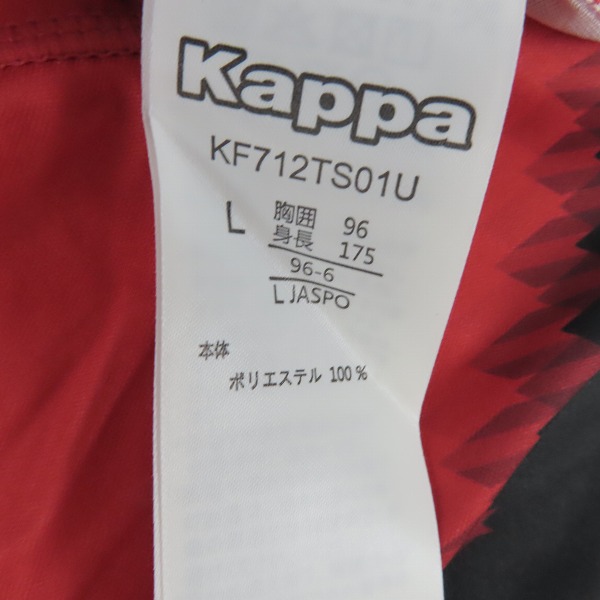 Kappa
KF712TS01U
L 胸囲 96
身長 175
96-6
L JASPO
本体
ポリエステル 100 %